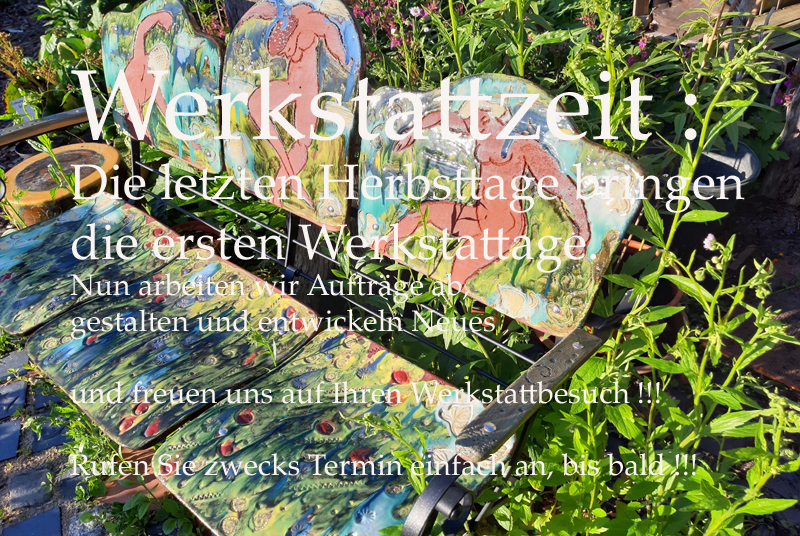 Werkstattzeit :
Die letzten Herbsttage bringen
die ersten Werkstattage.
Nun arbeiten wir Aufträge ab,
gestalten und entwickeln Neues
und freuen uns auf Ihren Werkstattbesuch !!!
Rufen Sie zwecks Termin einfach an, bis bald !!!